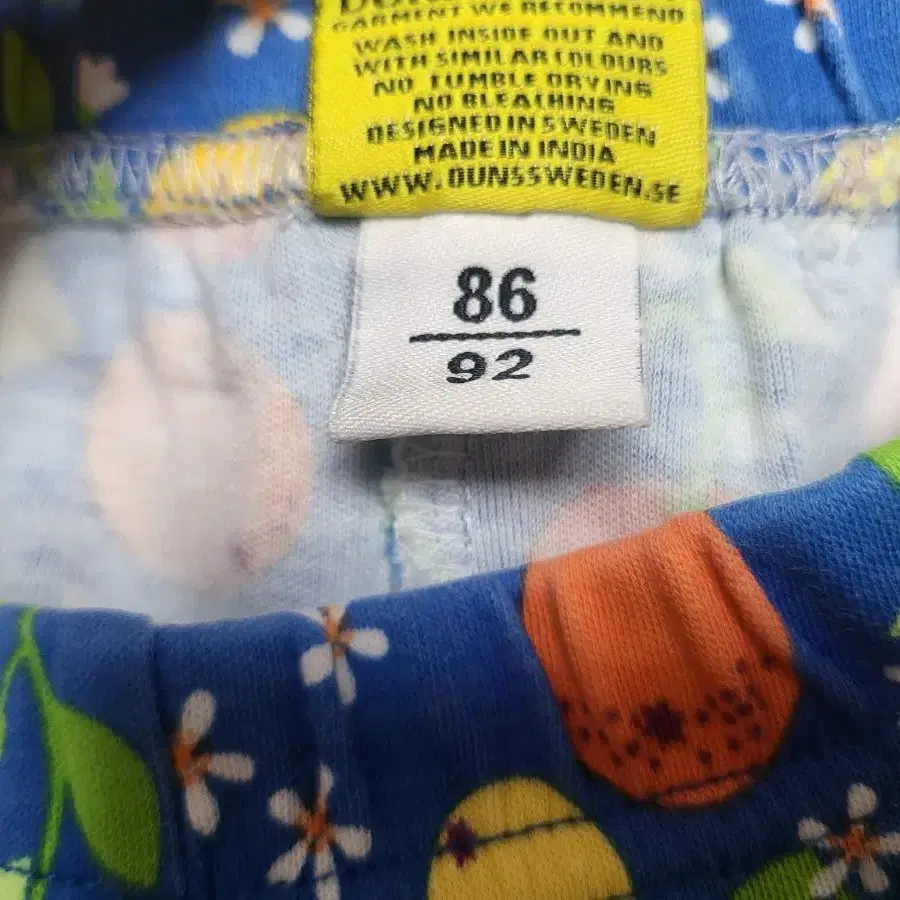 GARMENT WE RECOMMEND
WASH INSIDE OUT AND
WITH SIMILAR COLOURS
NO TUMBLE DRYING
NO BLEACHING
DESIGNED IN SWEDEN
MADE IN INDIA
WWW.DUNSSWEDEN.SE
86
92